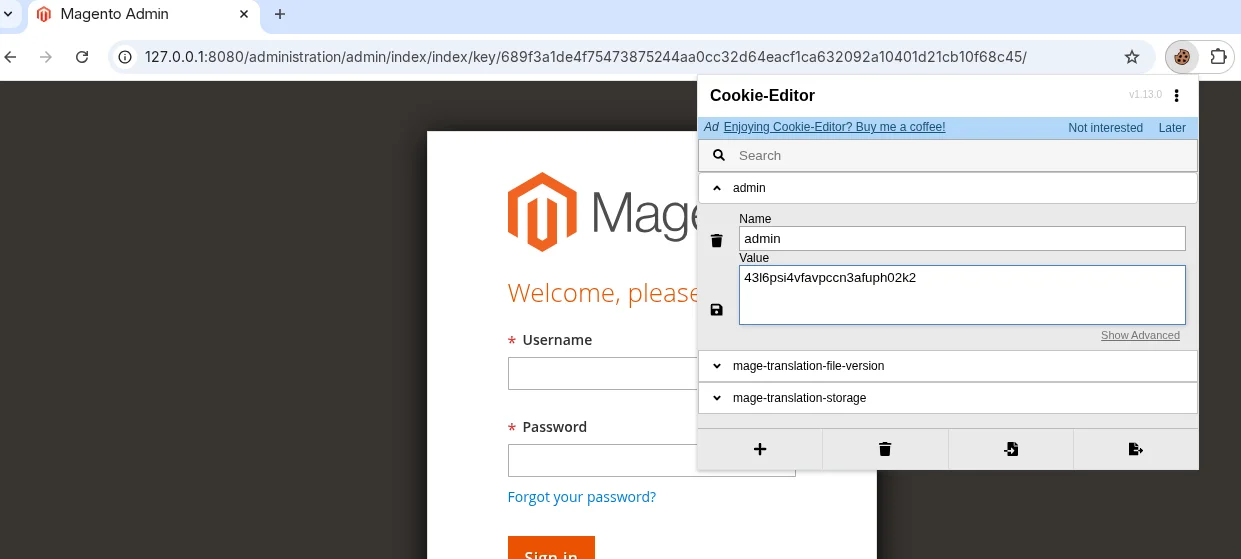 Magento Admin
127.0.0.1:8080/administration/admin/index/index/key/689f3a1de4f75473875244aa0cc32d64eacf1ca632092a10401d21cb10f68c45/
Cookie-Editor
v1.13.0
Ad Enjoying Cookie-Editor? Buy me a coffee!
Not interested Later
Search
admin
Name
admin
Value
43l6psi4vfavpccn3afuph02k2
Show Advanced
mage-translation-file-version
mage-translation-storage
Mage
Welcome, please
* Username
* Password
Forgot your password?
Sign in